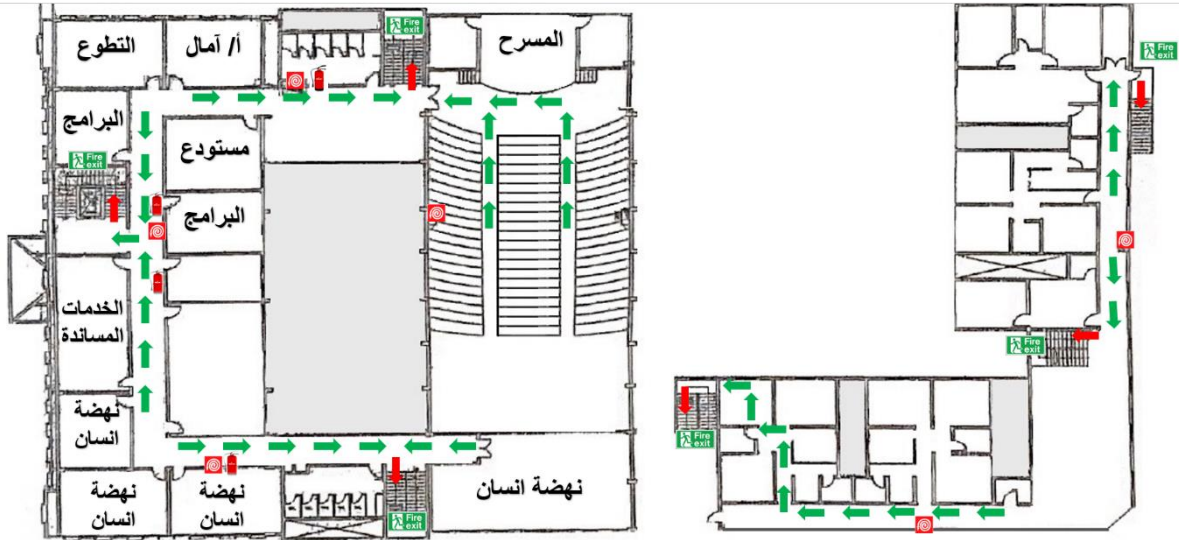 Fire
exit
المسرح
أ/ آمال
التطوع
Fire
exit
البرامج
مستودع
Fire
exit
البرامج
الخدمات
المساندة
Fire
exit
نهضة
انسان
نهضة انسان
نهضة
انسان
نهضة
انسان
Fire
exit
Fire
exit